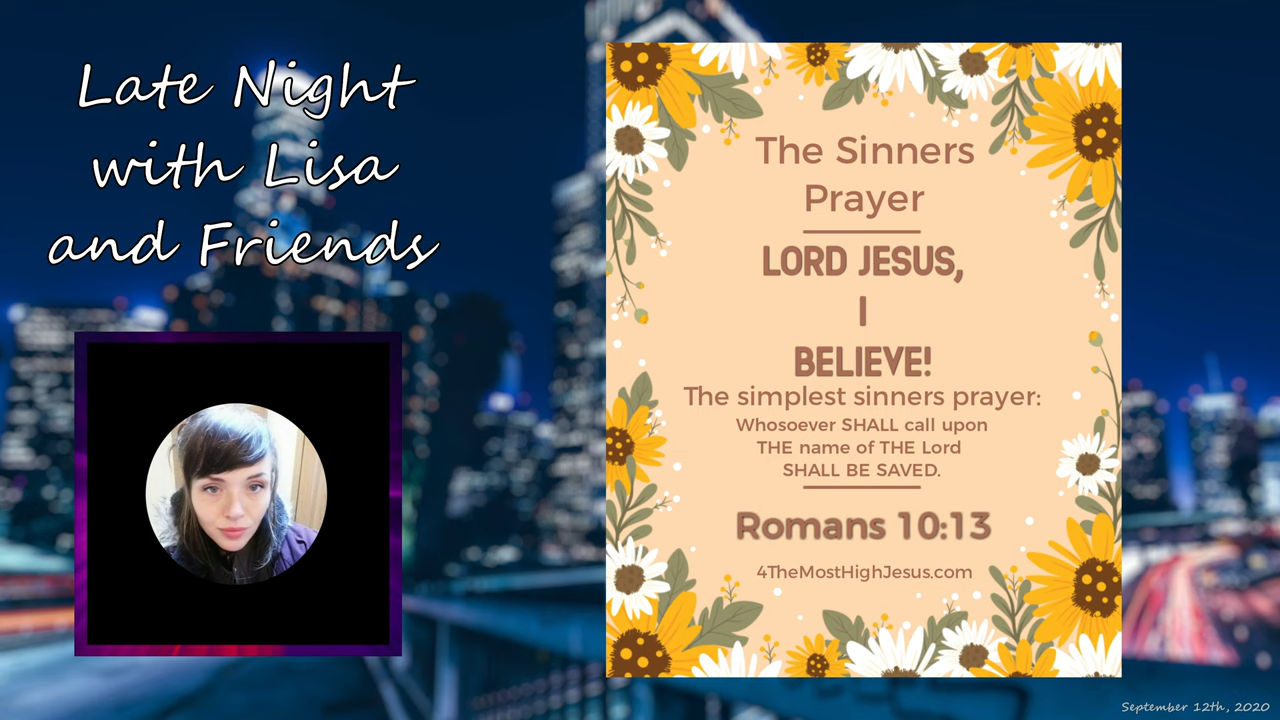 Late Night
with Lisa
and Friends
The Sinners
Prayer
LORD JESUS,
I
BELIEVE!
The simplest sinners prayer:
Whosoever SHALL call upon
THE name of THE Lord
SHALL BE SAVED.
Romans 10:13
4TheMostHighJesus.com
September 12th, 2020